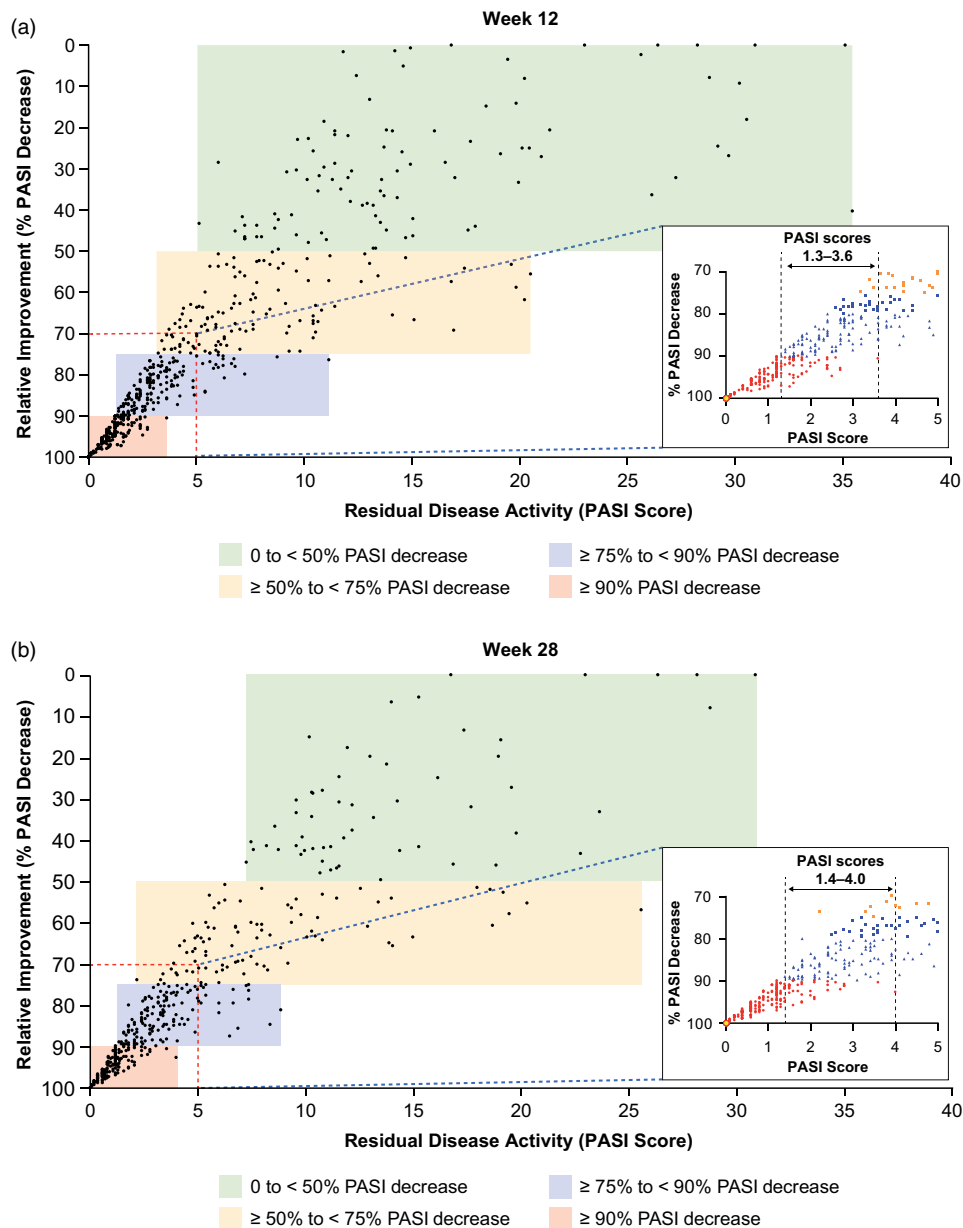 (a)
Week 12
Relative Improvement (% PASI Decrease)
0
10
20
30
40
50
60
70
80
90
100
0
5
10
15
20
25
30
35
40
Residual Disease Activity (PASI Score)
PASI scores
1.3–3.6
% PASI Decrease
70
80
90
100
0
1
2
3
4
5
PASI Score
0 to < 50% PASI decrease
≥ 75% to < 90% PASI decrease
≥ 50% to < 75% PASI decrease
≥ 90% PASI decrease
(b)
Week 28
Relative Improvement (% PASI Decrease)
0
10
20
30
40
50
60
70
80
90
100
0
5
10
15
20
25
30
35
40
Residual Disease Activity (PASI Score)
PASI scores
1.4–4.0
% PASI Decrease
70
80
90
100
0
1
2
3
4
5
PASI Score
0 to < 50% PASI decrease
≥ 75% to < 90% PASI decrease
≥ 50% to < 75% PASI decrease
≥ 90% PASI decrease